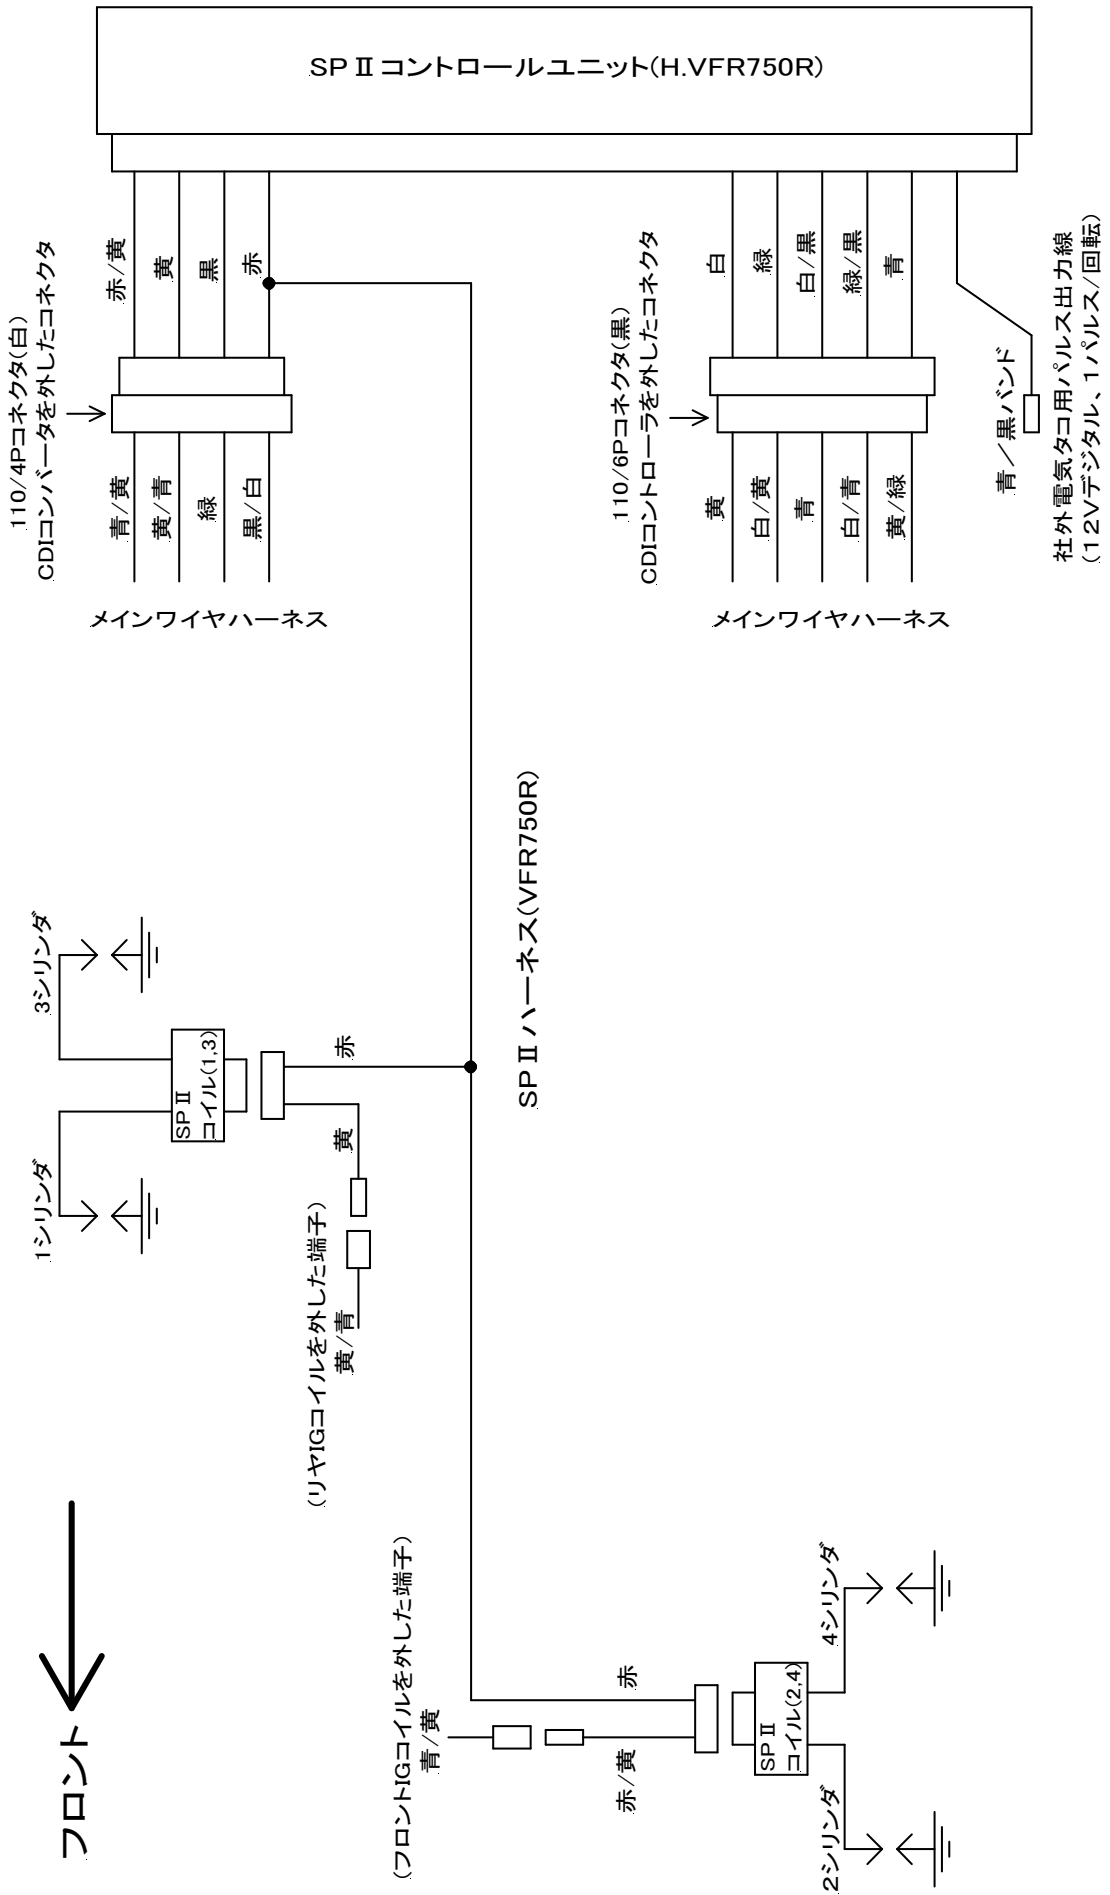 SPⅡコントロールユニット(H.VFR750R)
110/4Pコネクタ(白)
CDIコンバータを外したコネクタ
赤/黄
黄
黒
赤
青/黄
黄/青
緑
黒/白
メインワイヤハーネス
110/6Pコネクタ(黒)
CDIコントローラを外したコネクタ
白
緑
白/黒
緑/黒
青
黄
白/黄
青
白/青
黄/緑
メインワイヤハーネス
青/黒バンド
社外電気タコ用パルス出力線
(12Vデジタル、1パルス/回転)
SPⅡハーネス(VFR750R)
3シリンダ
1シリンダ
SPⅡ
コイル(1,3)
赤
黄
(リヤIGコイルを外した端子)
黄/青
フロント
(フロントIGコイルを外した端子)
青/黄
赤
赤/黄
SPⅡ
コイル(2,4)
4シリンダ
2シリンダ